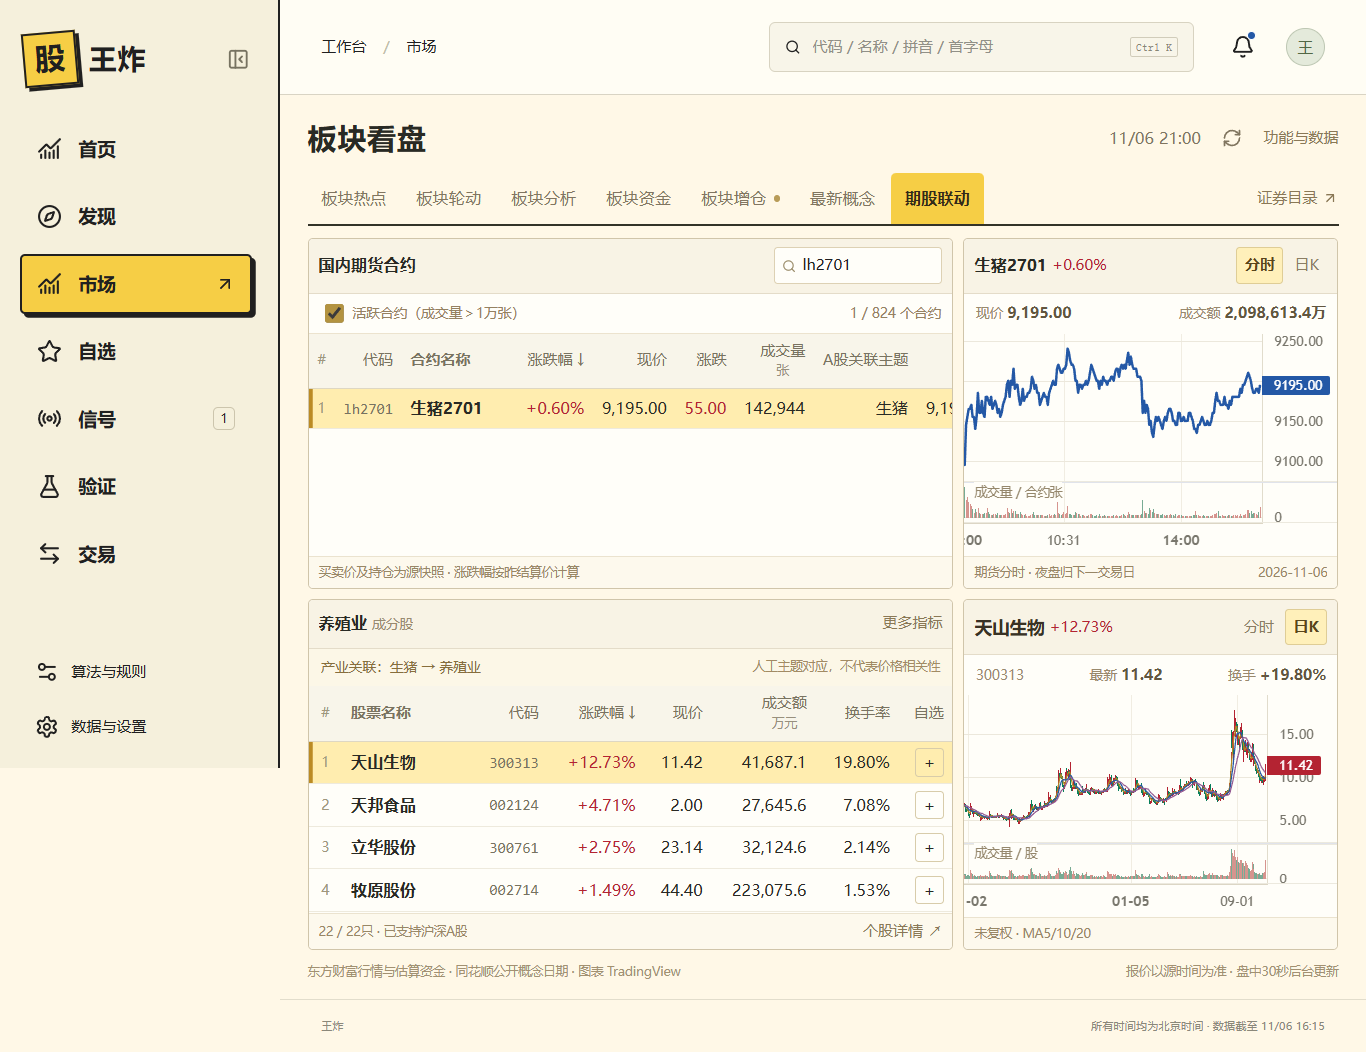 股 王炸
首页
发现
市场
自选
信号 1
验证
交易
算法与规则
数据与设置
工作台 / 市场
代码 / 名称 / 拼音 / 首字母 Ctrl K
王
板块看盘
11/06 21:00 功能与数据
板块热点 板块轮动 板块分析 板块资金 板块增仓 最新概念 期股联动 证券目录
国内期货合约 lh2701
活跃合约（成交量 > 1万张） 1 / 824 个合约
# 代码 合约名称 涨跌幅↓ 现价 涨跌 成交量 张 A股关联主题
1 lh2701 生猪2701 +0.60% 9,195.00 55.00 142,944 生猪 9,19
买卖价及持仓为源快照 · 涨跌幅按昨结算价计算
生猪2701 +0.60% 分时 日K
现价 9,195.00 成交额 2,098,613.4万
9250.00
9195.00
9150.00
9100.00
成交量 / 合约张
0
:00 10:31 14:00
期货分时 · 夜盘归下一交易日 2026-11-06
养殖业 成分股 更多指标
产业关联：生猪 → 养殖业 人工主题对应，不代表价格相关性
# 股票名称 代码 涨跌幅↓ 现价 成交额 万元 换手率 自选
1 天山生物 300313 +12.73% 11.42 41,687.1 19.80% +
2 天邦食品 002124 +4.71% 2.00 27,645.6 7.08% +
3 立华股份 300761 +2.75% 23.14 32,124.6 2.14% +
4 牧原股份 002714 +1.49% 44.40 223,075.6 1.53% +
22 / 22只 · 已支持沪深A股 个股详情 ↗
天山生物 +12.73% 分时 日K
300313 最新 11.42 换手 +19.80%
15.00
11.42
10.00
5.00
成交量 / 股
0
-02 01-05 09-01
未复权 · MA5/10/20
东方财富行情与估算资金 · 同花顺公开概念日期 · 图表 TradingView
报价以源时间为准 · 盘中30秒后台更新
王炸
所有时间均为北京时间 · 数据截至 11/06 16:15